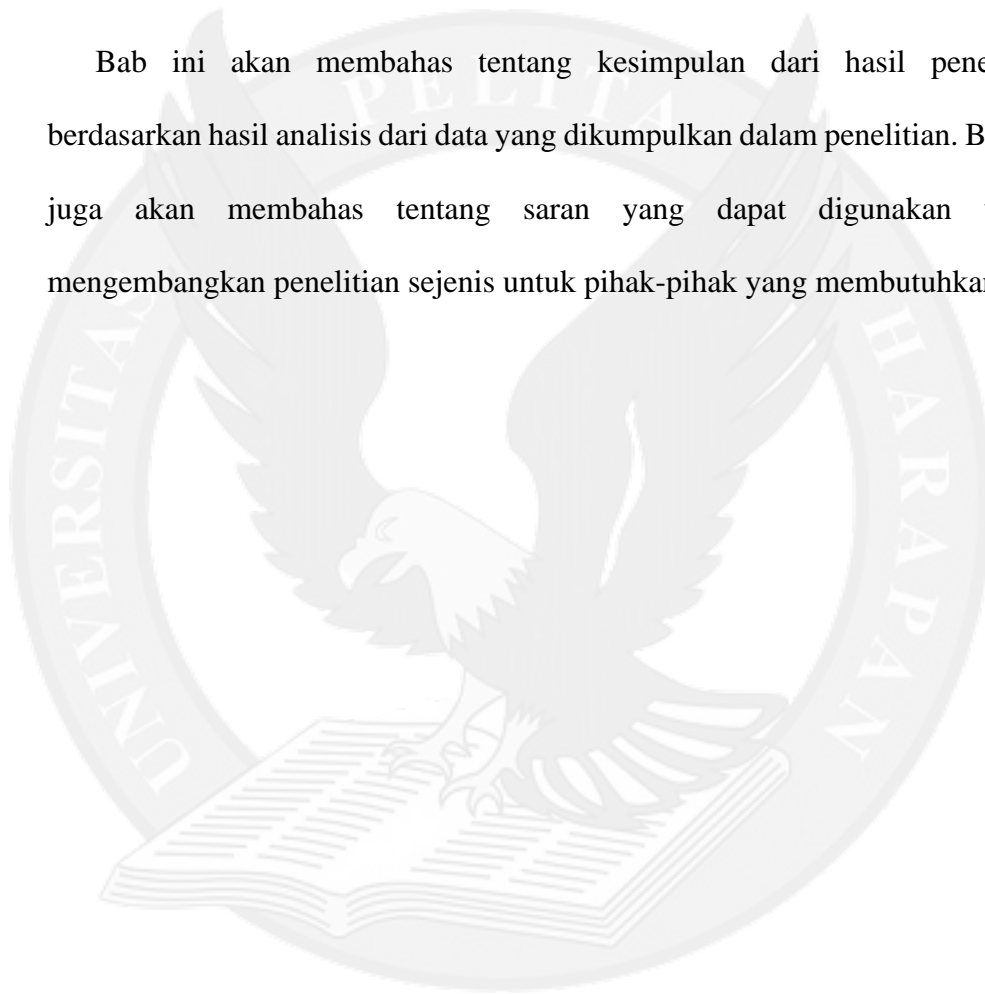 Bab ini akan membahas tentang kesimpulan dari hasil pene
berdasarkan hasil analisis dari data yang dikumpulkan dalam penelitian. B
juga akan membahas tentang saran yang dapat digunakan
mengembangkan penelitian sejenis untuk pihak-pihak yang membutuhkan
UNIVERSITAS PELITA HARAPAN